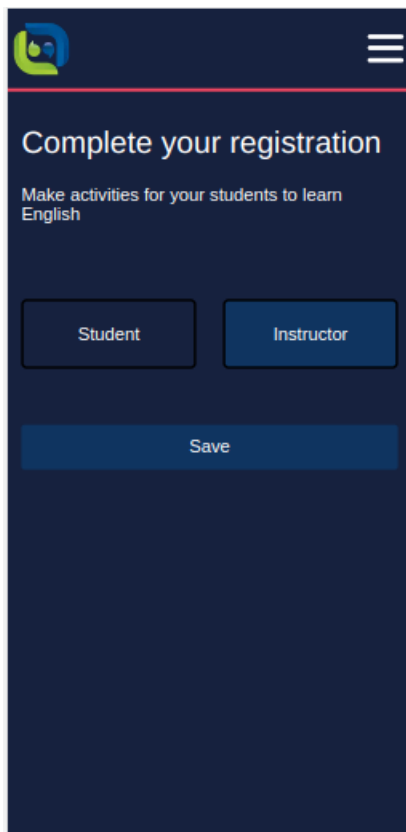 Complete your registration
Make activities for your students to learn
English
Student
Instructor
Save